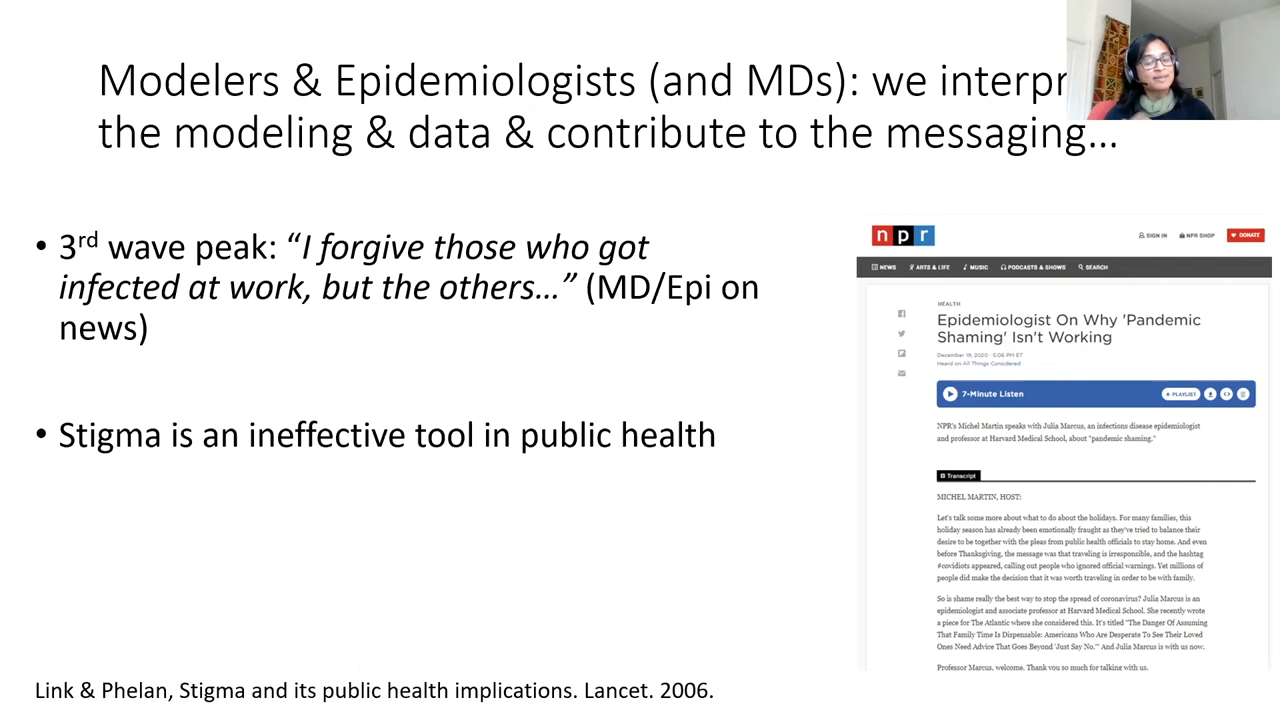 Modelers & Epidemiologists (and MDs): we interpr
the modeling & data & contribute to the messaging…
• 3rd wave peak: “I forgive those who got
infected at work, but the others…” (MD/Epi on
news)
• Stigma is an ineffective tool in public health
Link & Phelan, Stigma and its public health implications. Lancet. 2006.
npr
SIGN IN NPR SHOP DONATE
NEWS ARTS & LIFE MUSIC PODCASTS & SHOWS SEARCH
HEALTH
Epidemiologist On Why 'Pandemic
Shaming' Isn't Working
December 19, 2020 · 5:06 PM ET
Heard on All Things Considered
7-Minute Listen
+ PLAYLIST
NPR's Michel Martin speaks with Julia Marcus, an infections disease epidemiologist
and professor at Harvard Medical School, about "pandemic shaming."
Transcript
MICHEL MARTIN, HOST:
Let's talk some more about what to do about the holidays. For many families, this
holiday season has already been emotionally fraught as they've tried to balance their
desire to be together with the pleas from public health officials to stay home. And even
before Thanksgiving, the message was that traveling is irresponsible, and the hashtag
#covidiots appeared, calling out people who ignored official warnings. Yet millions of
people did make the decision that it was worth traveling in order to be with family.
So is shame really the best way to stop the spread of coronavirus? Julia Marcus is an
epidemiologist and associate professor at Harvard Medical School. She recently wrote
a piece for The Atlantic where she considered this. It's titled "The Danger Of Assuming
That Family Time Is Dispensable: Americans Who Are Desperate To See Their Loved
Ones Need Advice That Goes Beyond 'Just Say No.'" And Julia Marcus is with us now.
Professor Marcus, welcome. Thank you so much for talking with us.